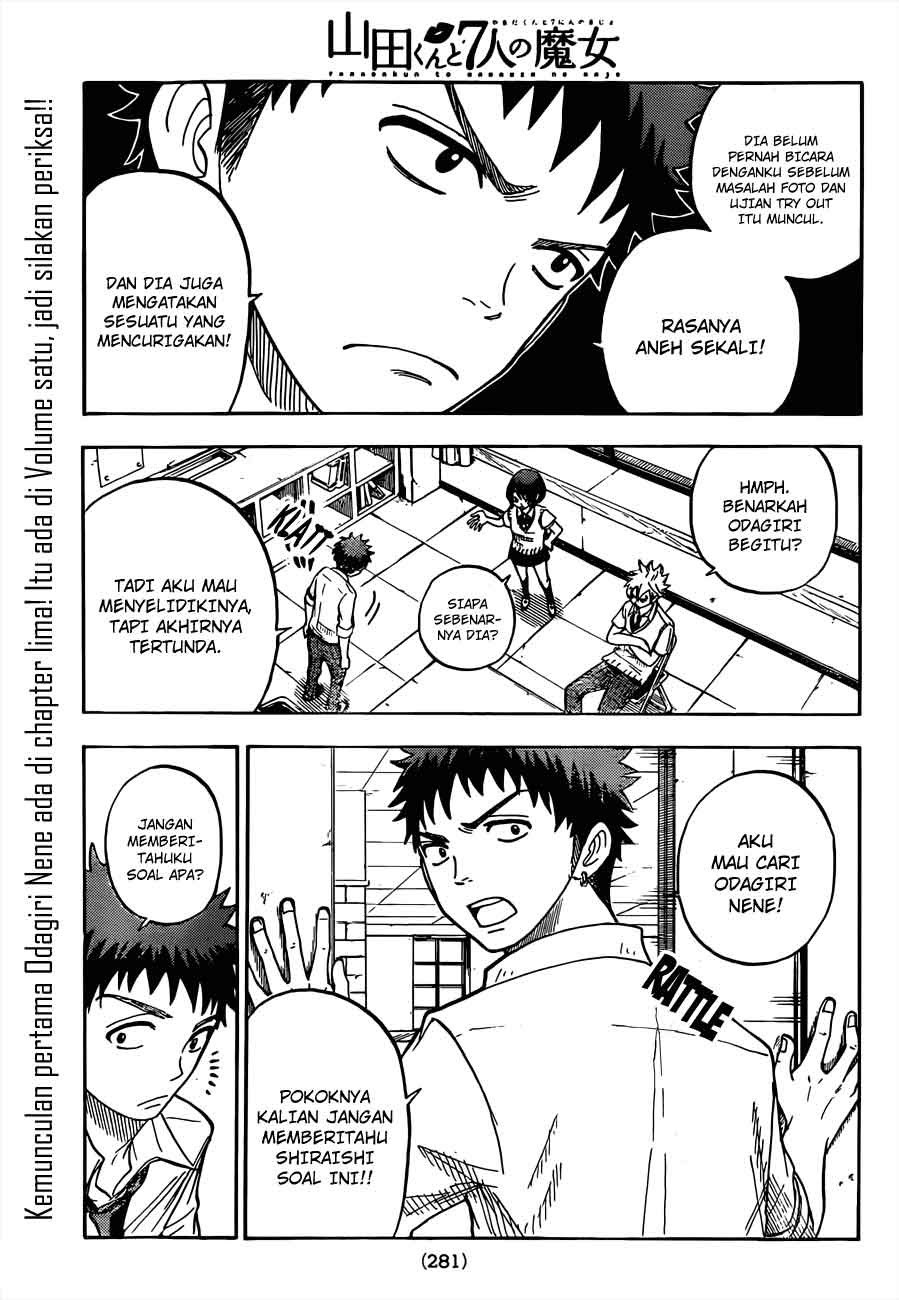 山田くんと7人の魔女
DIA BELUM
PERNAH BICARA
DENGANKU SEBELUM
MASALAH FOTO DAN
UJIAN TRY OUT
ITU MUNCUL.
RASANYA
ANEH SEKALI!
DAN DIA JUGA
MENGATAKAN
SESUATU YANG
MENCURIGAKAN!
HMPH.
BENARKAH
ODAGIRI
BEGITU?
SIAPA
SEBENAR-
NYA DIA?
KLATT
TADI AKU MAU
MENYELIDIKINYA,
TAPI AKHIRNYA
TERTUNDA.
AKU
MAU CARI
ODAGIRI
NENE!
RATTLE
POKOKNYA
KALIAN JANGAN
MEMBERITAHU
SHIRAISHI
SOAL INI!!
JANGAN
MEMBERI-
TAHUKU
SOAL APA?
Kemunculan pertama Odagiri Nene ada di chapter lima! Itu ada di Volume satu, jadi silakan periksa!!
(281)